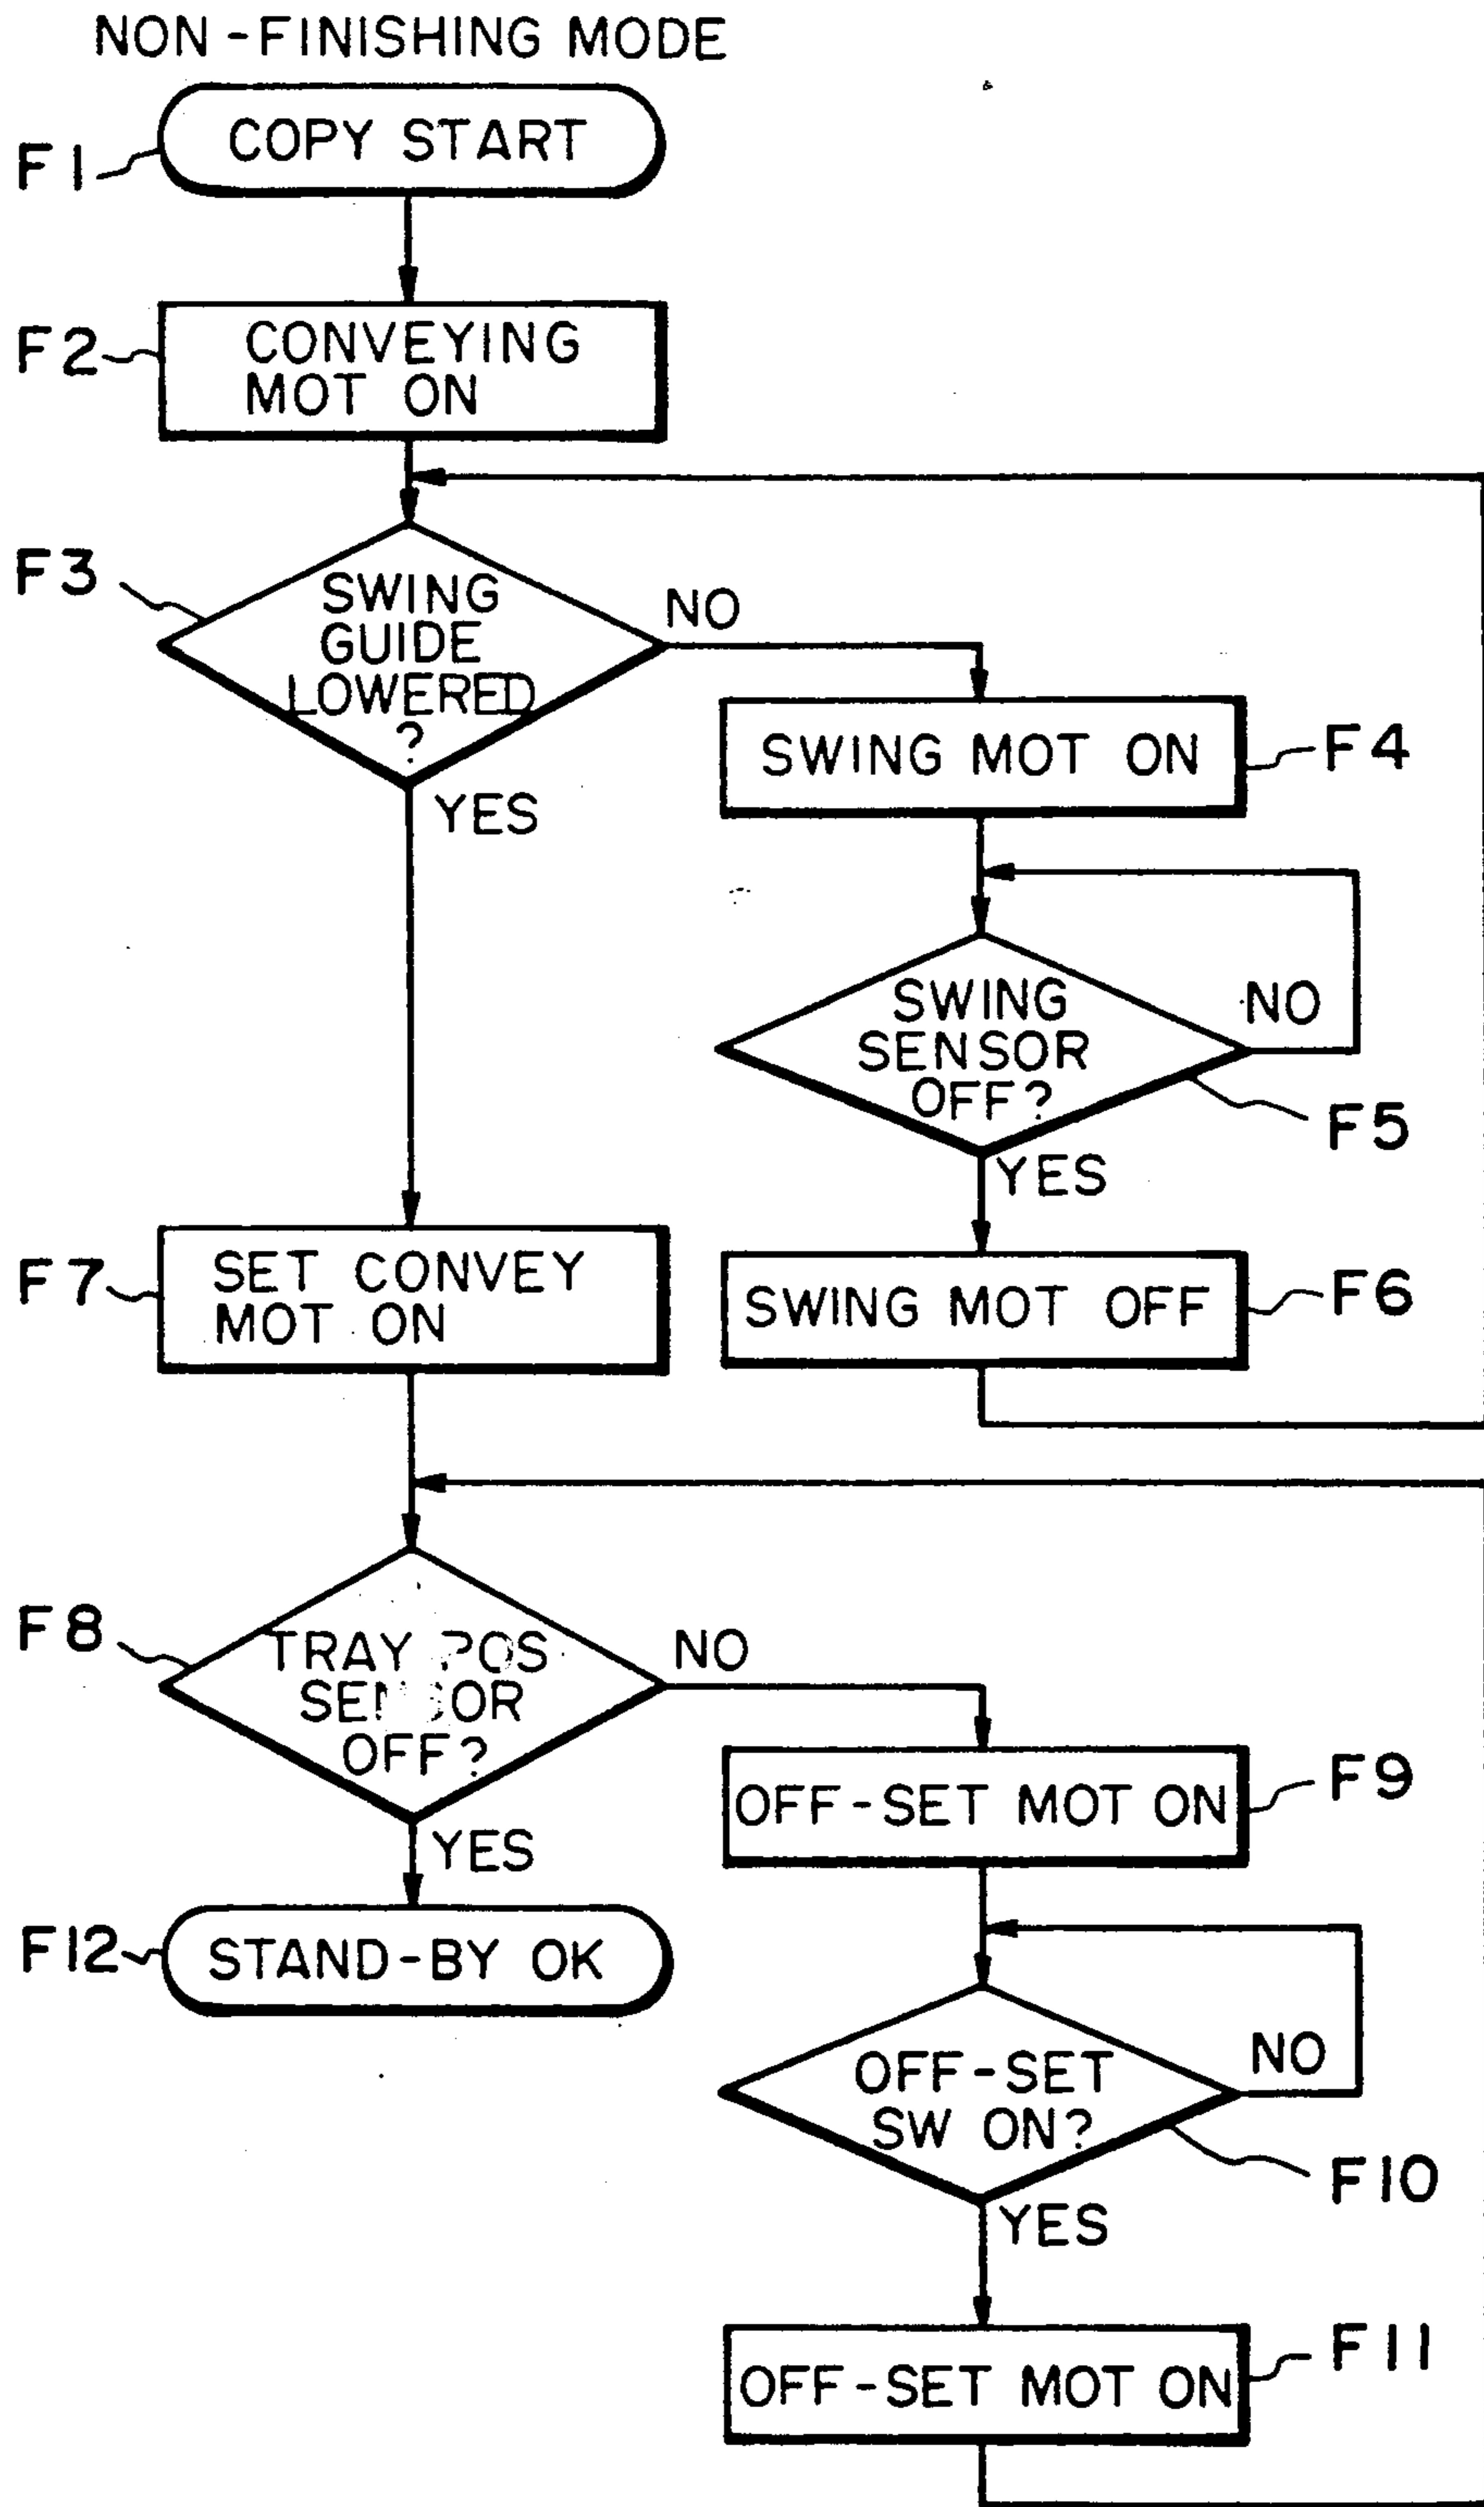 NON-FINISHING MODE
COPY START
F1
CONVEYING
MOT ON
F2
SWING
GUIDE
LOWERED
?
F3
NO
YES
SWING MOT ON
F4
SWING
SENSOR
OFF?
NO
F5
YES
SWING MOT OFF
F6
SET CONVEY
MOT ON
F7
TRAY POS
SENSOR
OFF?
F8
NO
YES
OFF-SET MOT ON
F9
STAND-BY OK
F12
OFF-SET
SW ON?
NO
F10
YES
OFF-SET MOT ON
F11